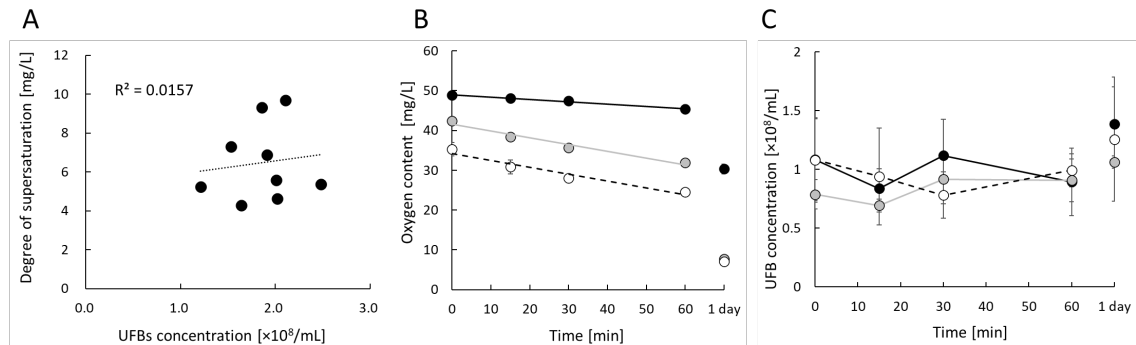 A
B
C
Degree of supersaturation [mg/L]
12
10
8
6
4
2
0
R² = 0.0157
0.0 1.0 2.0 3.0
UFBs concentration [×10⁸/mL]
Oxygen content [mg/L]
60
50
40
30
20
10
0
0 10 20 30 40 50 60 1 day
Time [min]
UFB concentration [×10⁸/mL]
2
1.5
1
0.5
0
0 10 20 30 40 50 60 1 day
Time [min]